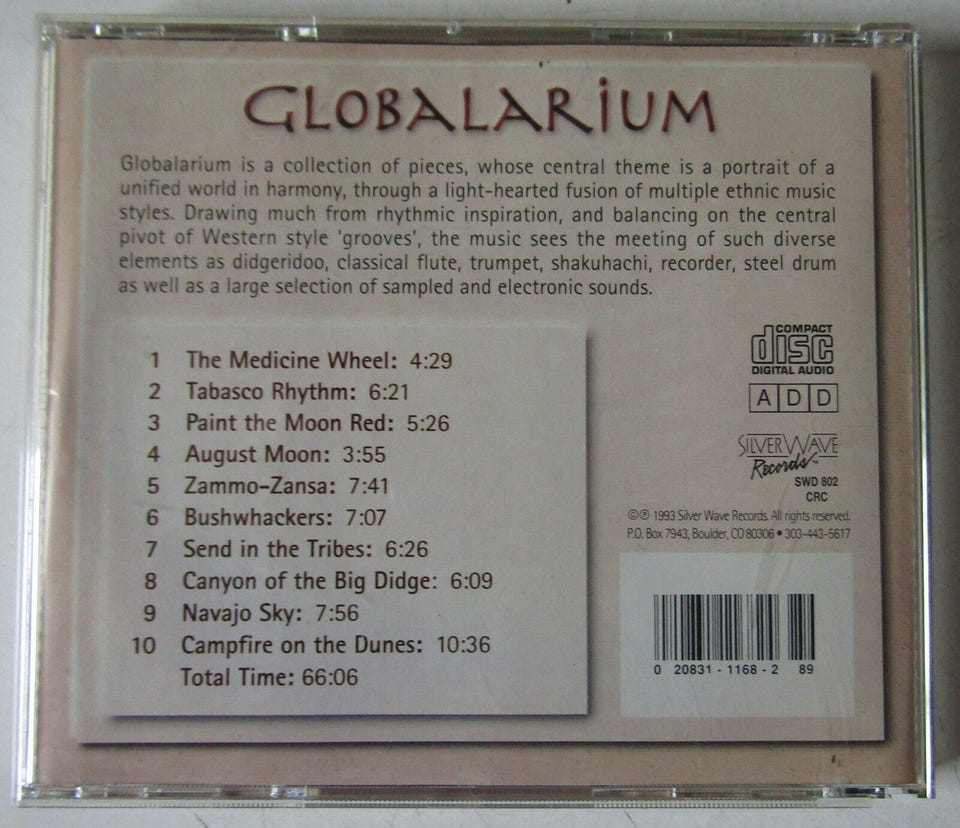 GLOBALARIUM
Globalarium is a collection of pieces, whose central theme is a portrait of a
unified world in harmony, through a light-hearted fusion of multiple ethnic music
styles. Drawing much from rhythmic inspiration, and balancing on the central
pivot of Western style 'grooves', the music sees the meeting of such diverse
elements as didgeridoo, classical flute, trumpet, shakuhachi, recorder, steel drum
as well as a large selection of sampled and electronic sounds.
1 The Medicine Wheel: 4:29
2 Tabasco Rhythm: 6:21
3 Paint the Moon Red: 5:26
4 August Moon: 3:55
5 Zammo-Zansa: 7:41
6 Bushwhackers: 7:07
7 Send in the Tribes: 6:26
8 Canyon of the Big Didge: 6:09
9 Navajo Sky: 7:56
10 Campfire on the Dunes: 10:36
Total Time: 66:06
COMPACT
disc
DIGITAL AUDIO
A D D
SILVER WAVE
Records™
SWD 802
CRC
©℗ 1993 Silver Wave Records. All rights reserved.
P.O. Box 7943, Boulder, CO 80306 • 303-443-5617
0 20831 - 1168 - 2 89